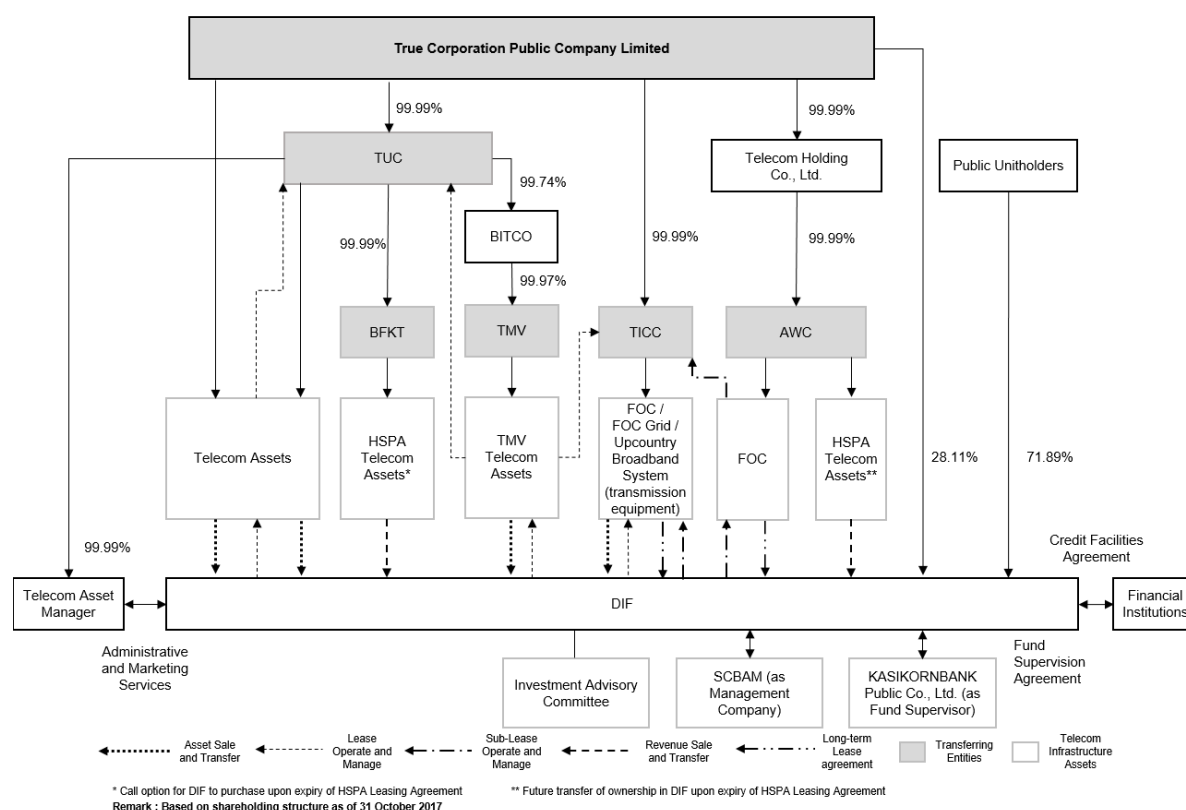 True Corporation Public Company Limited
99.99%
99.99%
TUC
Telecom Holding
Co., Ltd.
Public Unitholders
99.74%
BITCO
99.99%
99.99%
99.99%
99.97%
BFKT
TMV
TICC
AWC
Telecom Assets
HSPA
Telecom
Assets*
TMV
Telecom
Assets
FOC /
FOC Grid /
Upcountry
Broadband
System
(transmission
equipment)
FOC
HSPA
Telecom
Assets**
28.11%
71.89%
99.99%
Credit Facilities
Agreement
Telecom Asset
Manager
DIF
Financial
Institutions
Administrative
and Marketing
Services
Fund
Supervision
Agreement
Investment Advisory
Committee
SCBAM (as
Management
Company)
KASIKORNBANK
Public Co., Ltd. (as
Fund Supervisor)
Asset Sale
and Transfer
Lease
Operate and
Manage
Sub-Lease
Operate and
Manage
Revenue Sale
and Transfer
Long-term
Lease
agreement
Transferring
Entities
Telecom
Infrastructure
Assets
* Call option for DIF to purchase upon expiry of HSPA Leasing Agreement
** Future transfer of ownership in DIF upon expiry of HSPA Leasing Agreement
Remark : Based on shareholding structure as of 31 October 2017